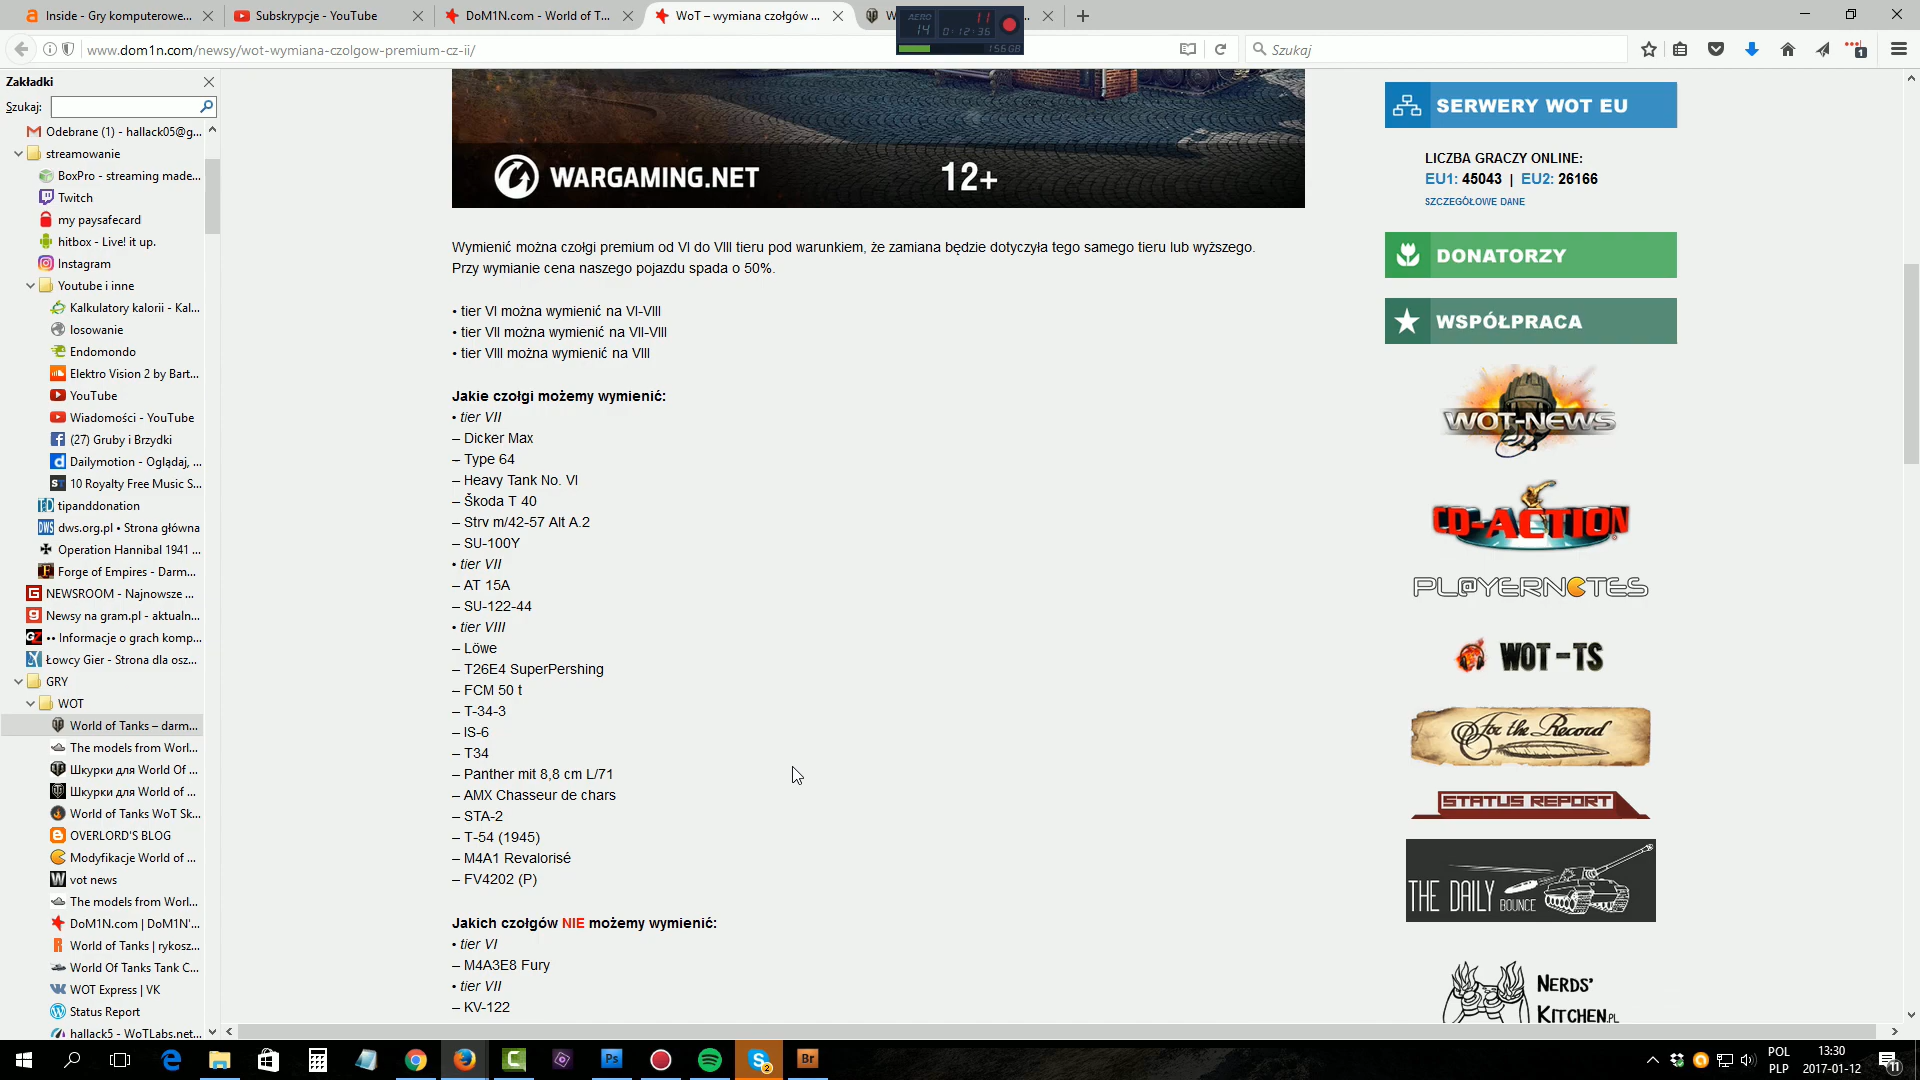 Inside - Gry komputerowe...
Subskrypcje - YouTube
DoM1N.com - World of T...
WoT – wymiana czołgów ...
AERO
14
11
0:12:36
155GB
www.dom1n.com/newsy/wot-wymiana-czolgow-premium-cz-ii/
Szukaj
Zakładki
Szukaj:
Odebrane (1) - hallack05@g...
streamowanie
BoxPro - streaming made...
Twitch
my paysafecard
hitbox - Live! it up.
Instagram
Youtube i inne
Kalkulatory kalorii - Kal...
losowanie
Endomondo
Elektro Vision 2 by Bart...
YouTube
Wiadomości - YouTube
(27) Gruby i Brzydki
Dailymotion - Oglądaj, ...
10 Royalty Free Music S...
tipanddonation
dws.org.pl • Strona główna
Operation Hannibal 1941 ...
Forge of Empires - Darm...
NEWSROOM - Najnowsze ...
Newsy na gram.pl - aktualn...
•• Informacje o grach komp...
Łowcy Gier - Strona dla osz...
GRY
WOT
World of Tanks – darm...
The models from Worl...
Шкурки для World Of ...
Шкурки для World of ...
World of Tanks WoT Sk...
OVERLORD'S BLOG
Modyfikacje World of ...
vot news
The models from Worl...
DoM1N.com | DoM1N'...
World of Tanks | rykosz...
World Of Tanks Tank C...
WOT Express | VK
Status Report
hallack5 - WoTLabs.net...
WARGAMING.NET
12+
Wymienić można czołgi premium od VI do VIII tieru pod warunkiem, że zamiana będzie dotyczyła tego samego tieru lub wyższego.
Przy wymianie cena naszego pojazdu spada o 50%.
• tier VI można wymienić na VI-VIII
• tier VII można wymienić na VII-VIII
• tier VIII można wymienić na VIII
Jakie czołgi możemy wymienić:
• tier VII
– Dicker Max
– Type 64
– Heavy Tank No. VI
– Škoda T 40
– Strv m/42-57 Alt A.2
– SU-100Y
• tier VII
– AT 15A
– SU-122-44
• tier VIII
– Löwe
– T26E4 SuperPershing
– FCM 50 t
– T-34-3
– IS-6
– T34
– Panther mit 8,8 cm L/71
– AMX Chasseur de chars
– STA-2
– T-54 (1945)
– M4A1 Revalorisé
– FV4202 (P)
Jakich czołgów NIE możemy wymienić:
• tier VI
– M4A3E8 Fury
• tier VII
– KV-122
SERWERY WOT EU
LICZBA GRACZY ONLINE:
EU1: 45043 | EU2: 26166
SZCZEGÓŁOWE DANE
DONATORZY
WSPÓŁPRACA
WOT-NEWS
CD-ACTION
PL@YERNOTES
WOT-TS
For the Record
STATUS REPORT
THE DAILY BOUNCE
NERDS'
KITCHEN.PL
POL
PLP
13:30
2017-01-12
11